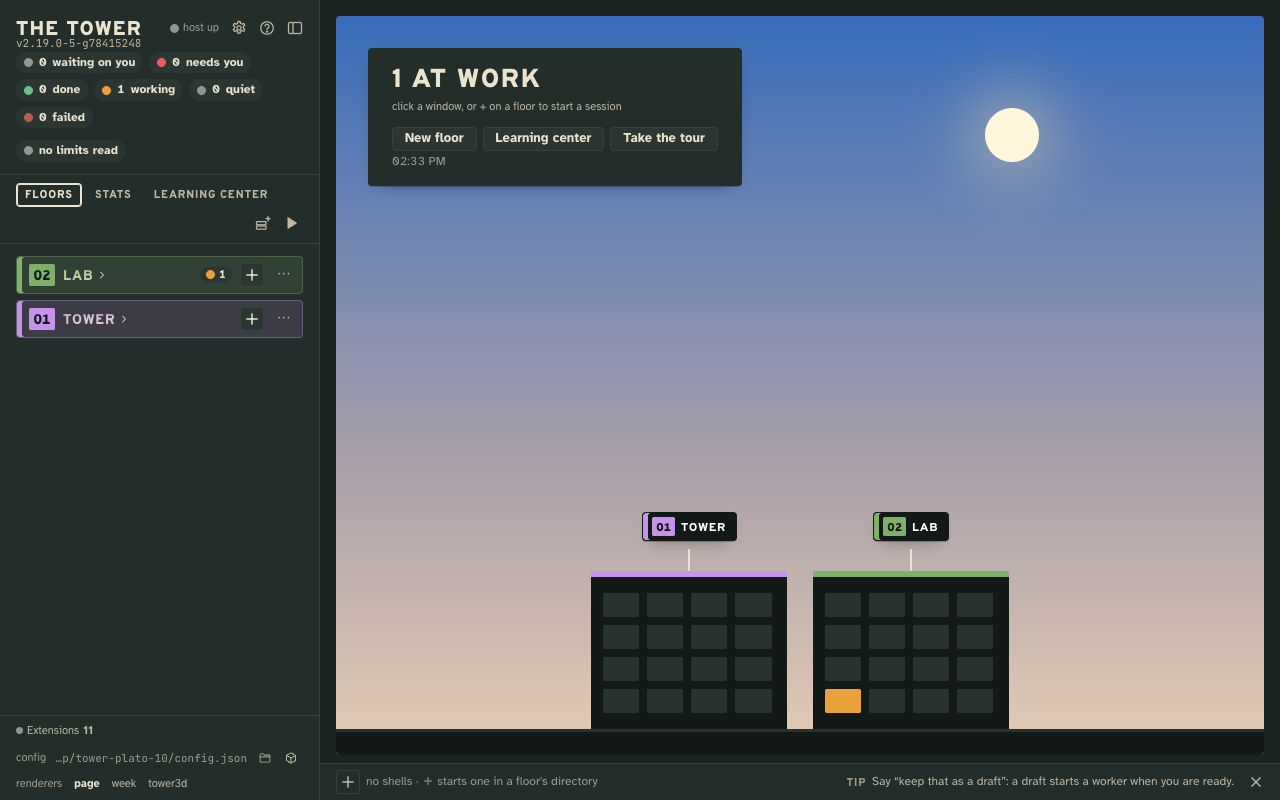 THE TOWER
host up
v2.19.0-5-g78415248
0 waiting on you
0 needs you
0 done
1 working
0 quiet
0 failed
no limits read
FLOORS
STATS
LEARNING CENTER
02 LAB ›
1
01 TOWER ›
Extensions 11
config …p/tower-plato-10/config.json
renderers page week tower3d
1 AT WORK
click a window, or + on a floor to start a session
New floor
Learning center
Take the tour
02:33 PM
01 TOWER
02 LAB
no shells · + starts one in a floor's directory
TIP Say “keep that as a draft”: a draft starts a worker when you are ready.